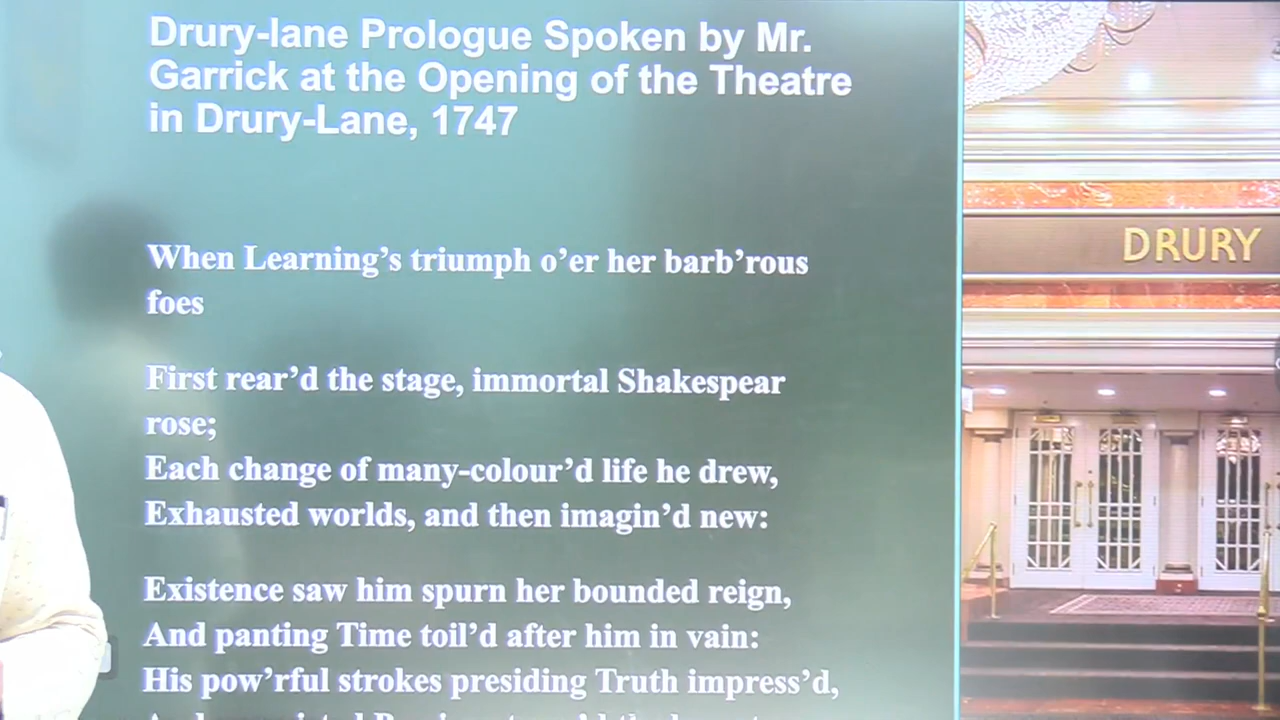 Drury-lane Prologue Spoken by Mr.
Garrick at the Opening of the Theatre
in Drury-Lane, 1747
When Learning’s triumph o’er her barb’rous
foes
First rear’d the stage, immortal Shakespear
rose;
Each change of many-colour’d life he drew,
Exhausted worlds, and then imagin’d new:
Existence saw him spurn her bounded reign,
And panting Time toil’d after him in vain:
His pow’rful strokes presiding Truth impress’d,
DRURY